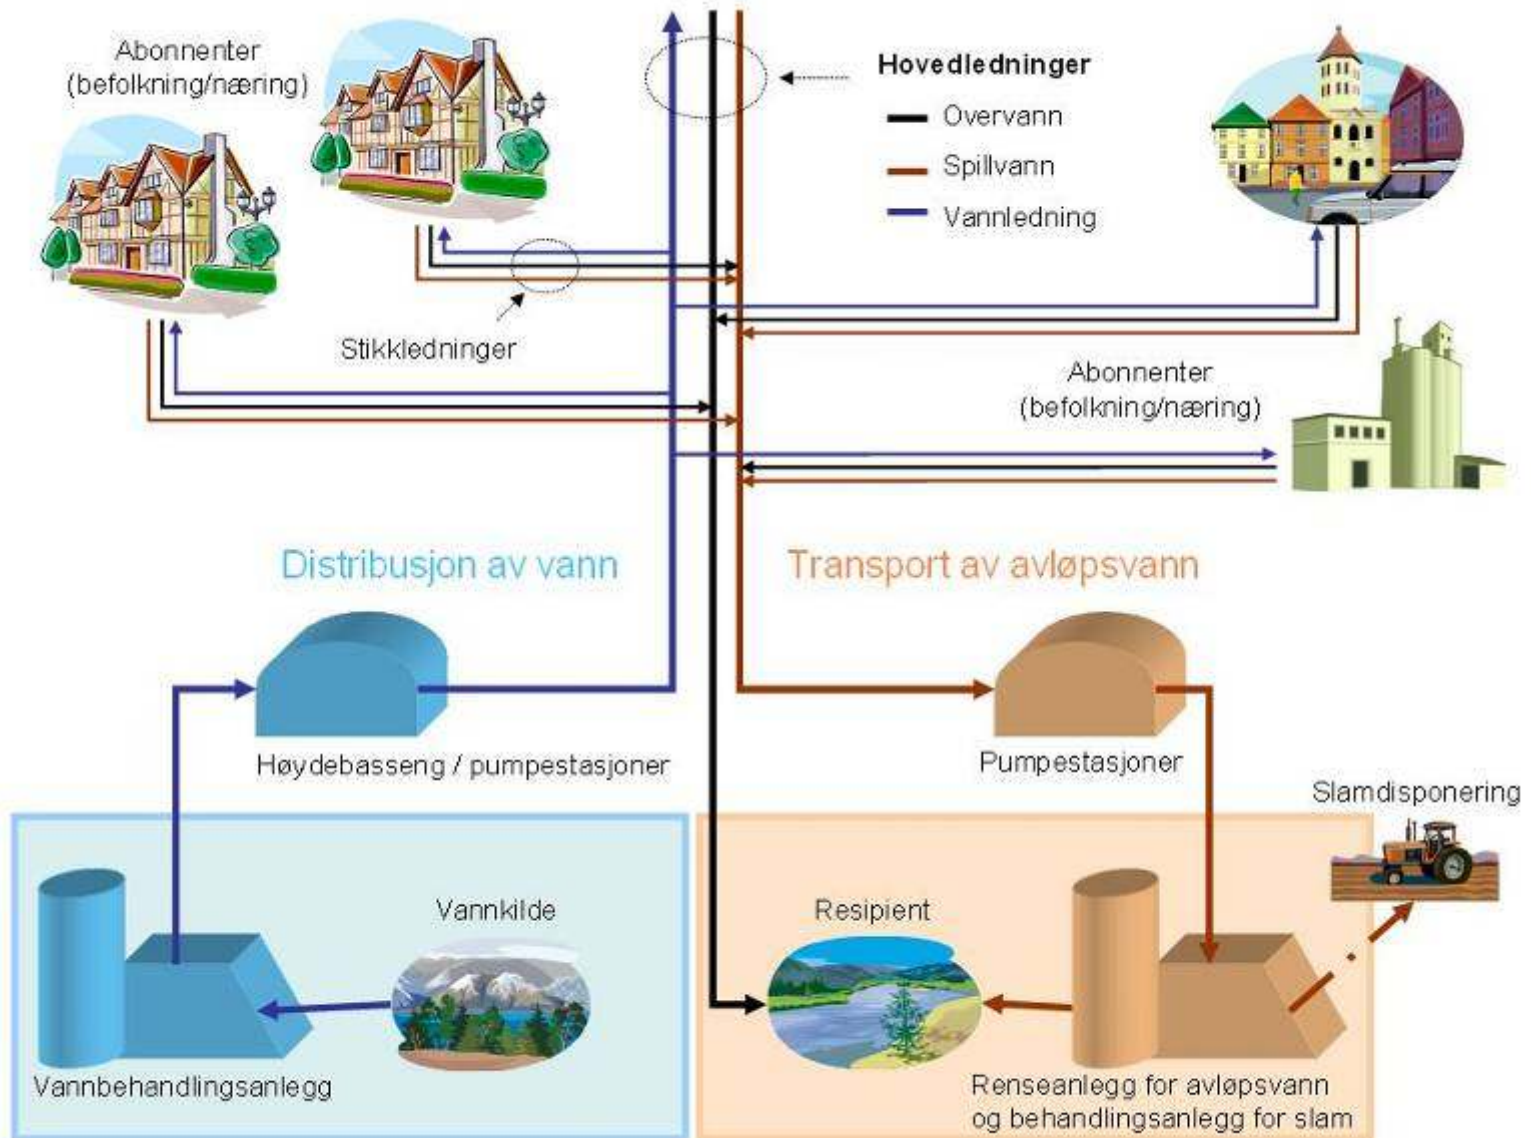 Abonnenter
(befolkning/næring)
Hovedledninger
Overvann
Spillvann
Vannledning
Stikkledninger
Abonnenter
(befolkning/næring)
Distribusjon av vann
Transport av avløpsvann
Høydebasseng / pumpestasjoner
Pumpestasjoner
Slamdisponering
Vannkilde
Resipient
Vannbehandlingsanlegg
Renseanlegg for avløpsvann
og behandlingsanlegg for slam